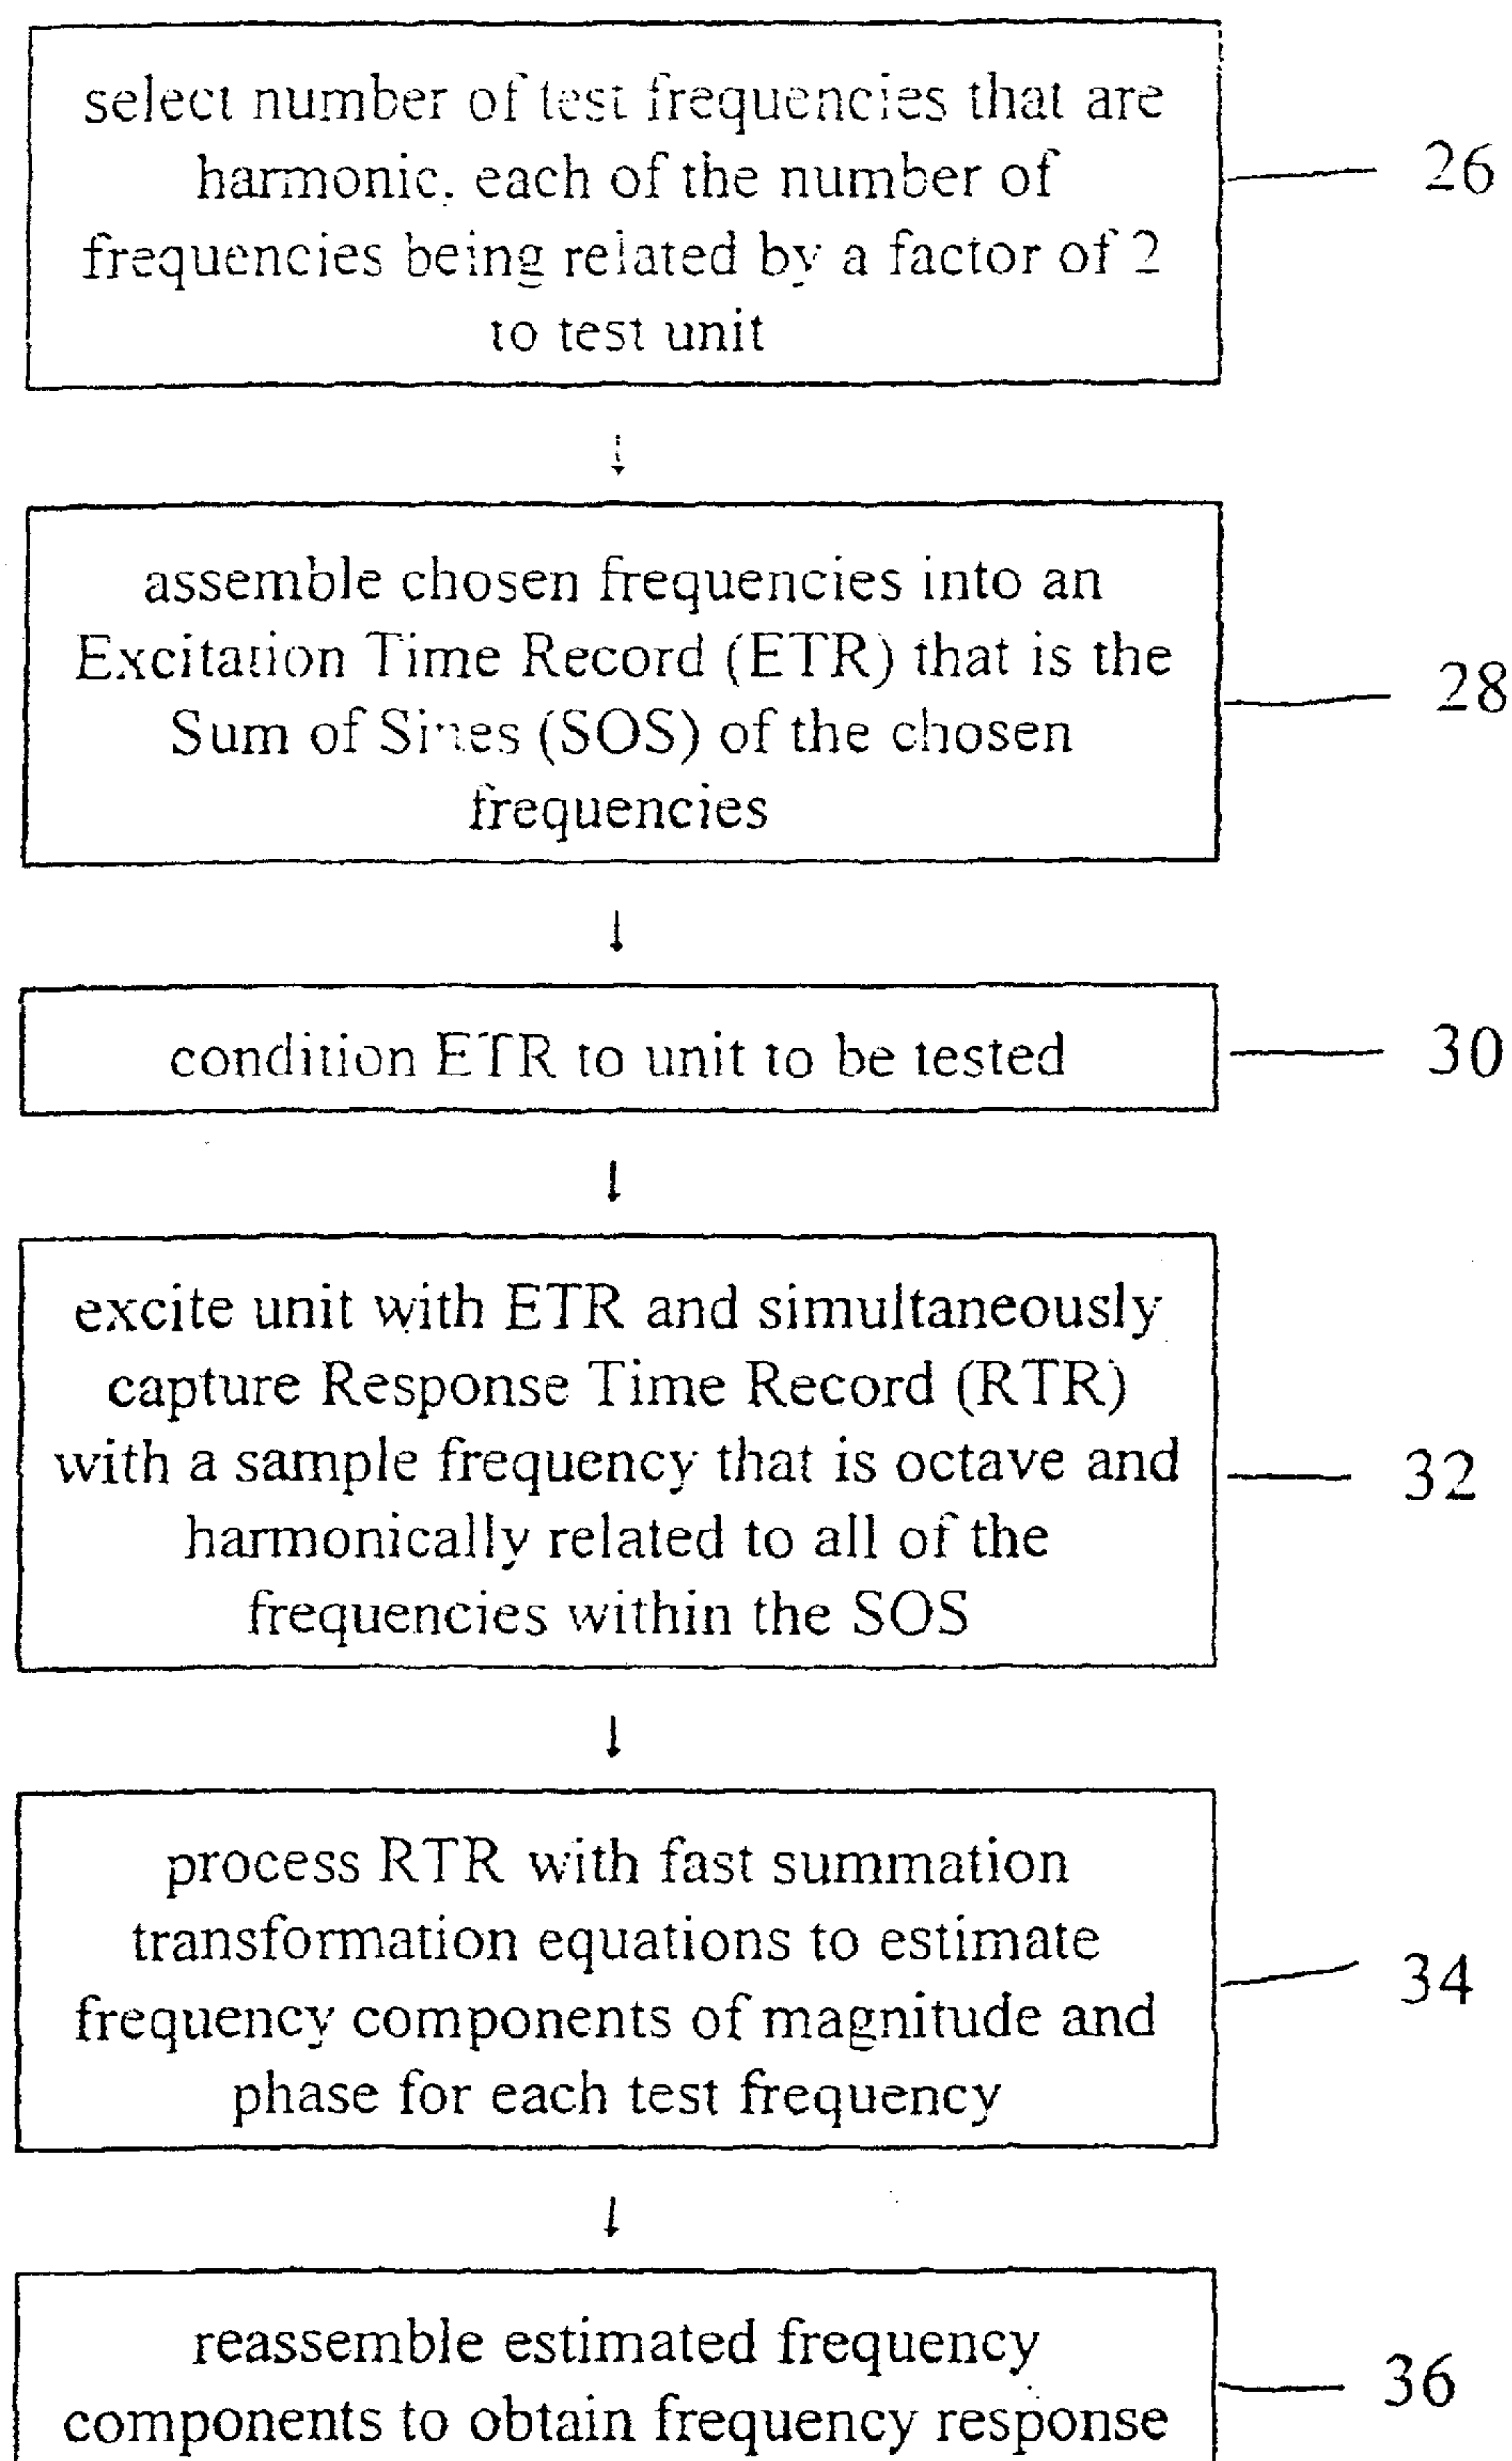 select number of test frequencies that are
harmonic, each of the number of
frequencies being related by a factor of 2
to test unit
26
assemble chosen frequencies into an
Excitation Time Record (ETR) that is the
Sum of Sines (SOS) of the chosen
frequencies
28
condition ETR to unit to be tested
30
excite unit with ETR and simultaneously
capture Response Time Record (RTR)
with a sample frequency that is octave and
harmonically related to all of the
frequencies within the SOS
32
process RTR with fast summation
transformation equations to estimate
frequency components of magnitude and
phase for each test frequency
34
reassemble estimated frequency
components to obtain frequency response
36